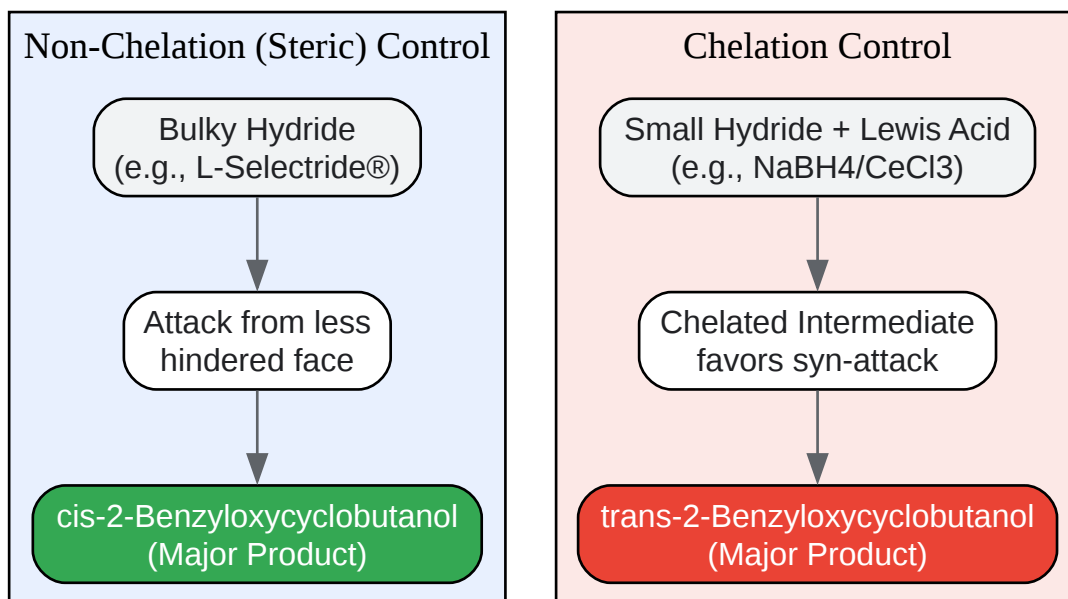 Non-Chelation (Steric) Control
Bulky Hydride
(e.g., L-Selectride®)
Attack from less
hindered face
cis-2-Benzyloxycyclobutanol
(Major Product)
Chelation Control
Small Hydride + Lewis Acid
(e.g., NaBH4/CeCl3)
Chelated Intermediate
favors syn-attack
trans-2-Benzyloxycyclobutanol
(Major Product)